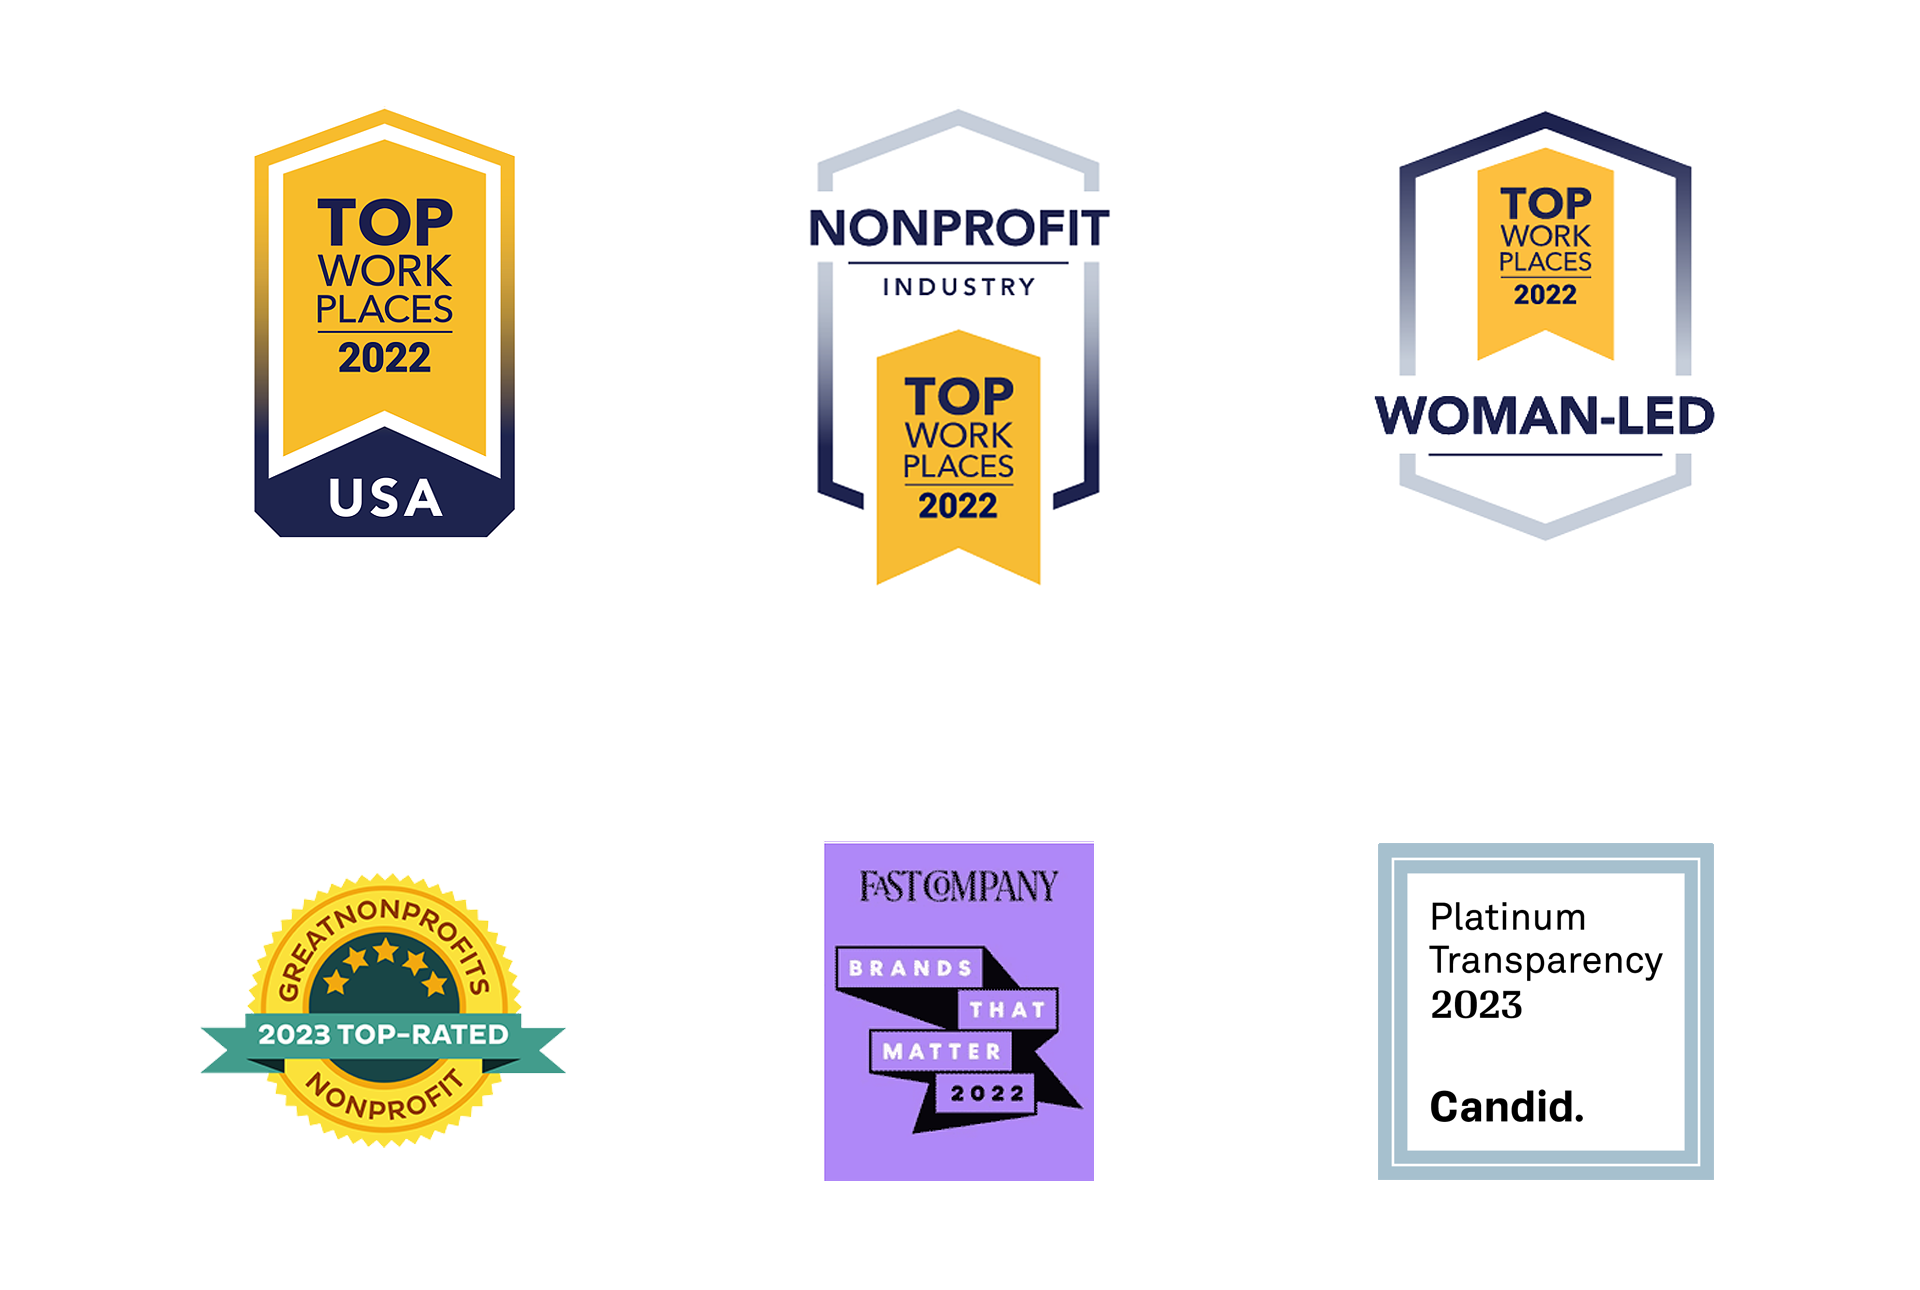 TOP
WORK
PLACES
2022
USA
NONPROFIT
INDUSTRY
TOP
WORK
PLACES
2022
TOP
WORK
PLACES
2022
WOMAN-LED
GREATNONPROFITS
2023 TOP-RATED
NONPROFIT
FAST COMPANY
BRANDS
THAT
MATTER
2022
Platinum
Transparency
2023
Candid.